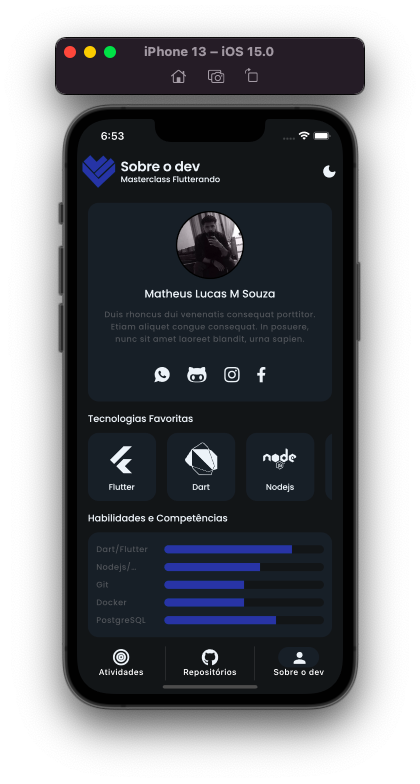 iPhone 13 – iOS 15.0
6:53
Sobre o dev
Masterclass Flutterando
Matheus Lucas M Souza
Duis rhoncus dui venenatis consequat porttitor.
Etiam aliquet congue consequat. In posuere,
nunc sit amet laoreet blandit, urna sapien.
Tecnologias Favoritas
node
JS
Flutter
Dart
Nodejs
Habilidades e Competências
Dart/Flutter
Nodejs/...
Git
Docker
PostgreSQL
Atividades
Repositórios
Sobre o dev